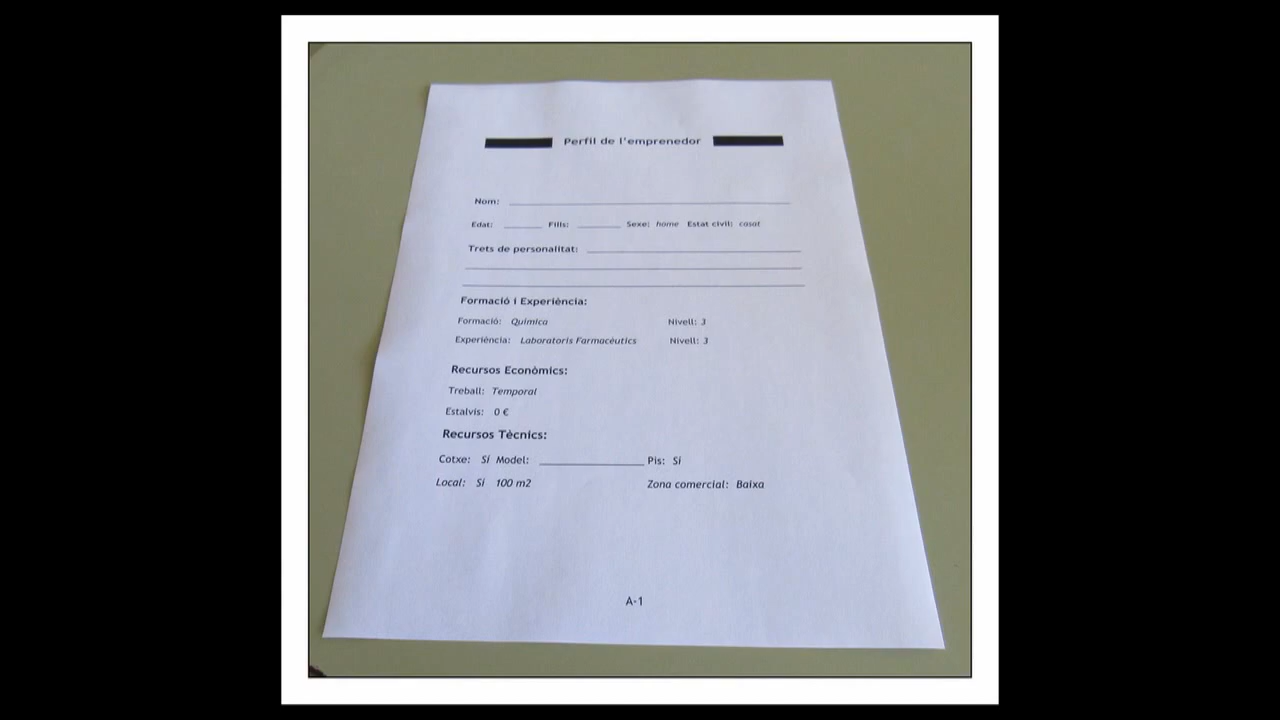 Perfil de l'emprenedor
Nom:
Edat: Fills: Sexe: home Estat civil: casat
Trets de personalitat:
Formació i Experiència:
Formació: Química Nivell: 3
Experiència: Laboratoris Farmacèutics Nivell: 3
Recursos Econòmics:
Treball: Temporal
Estalvis: 0 €
Recursos Tècnics:
Cotxe: Sí Model: Pis: Sí
Local: Sí 100 m2 Zona comercial: Baixa
A-1